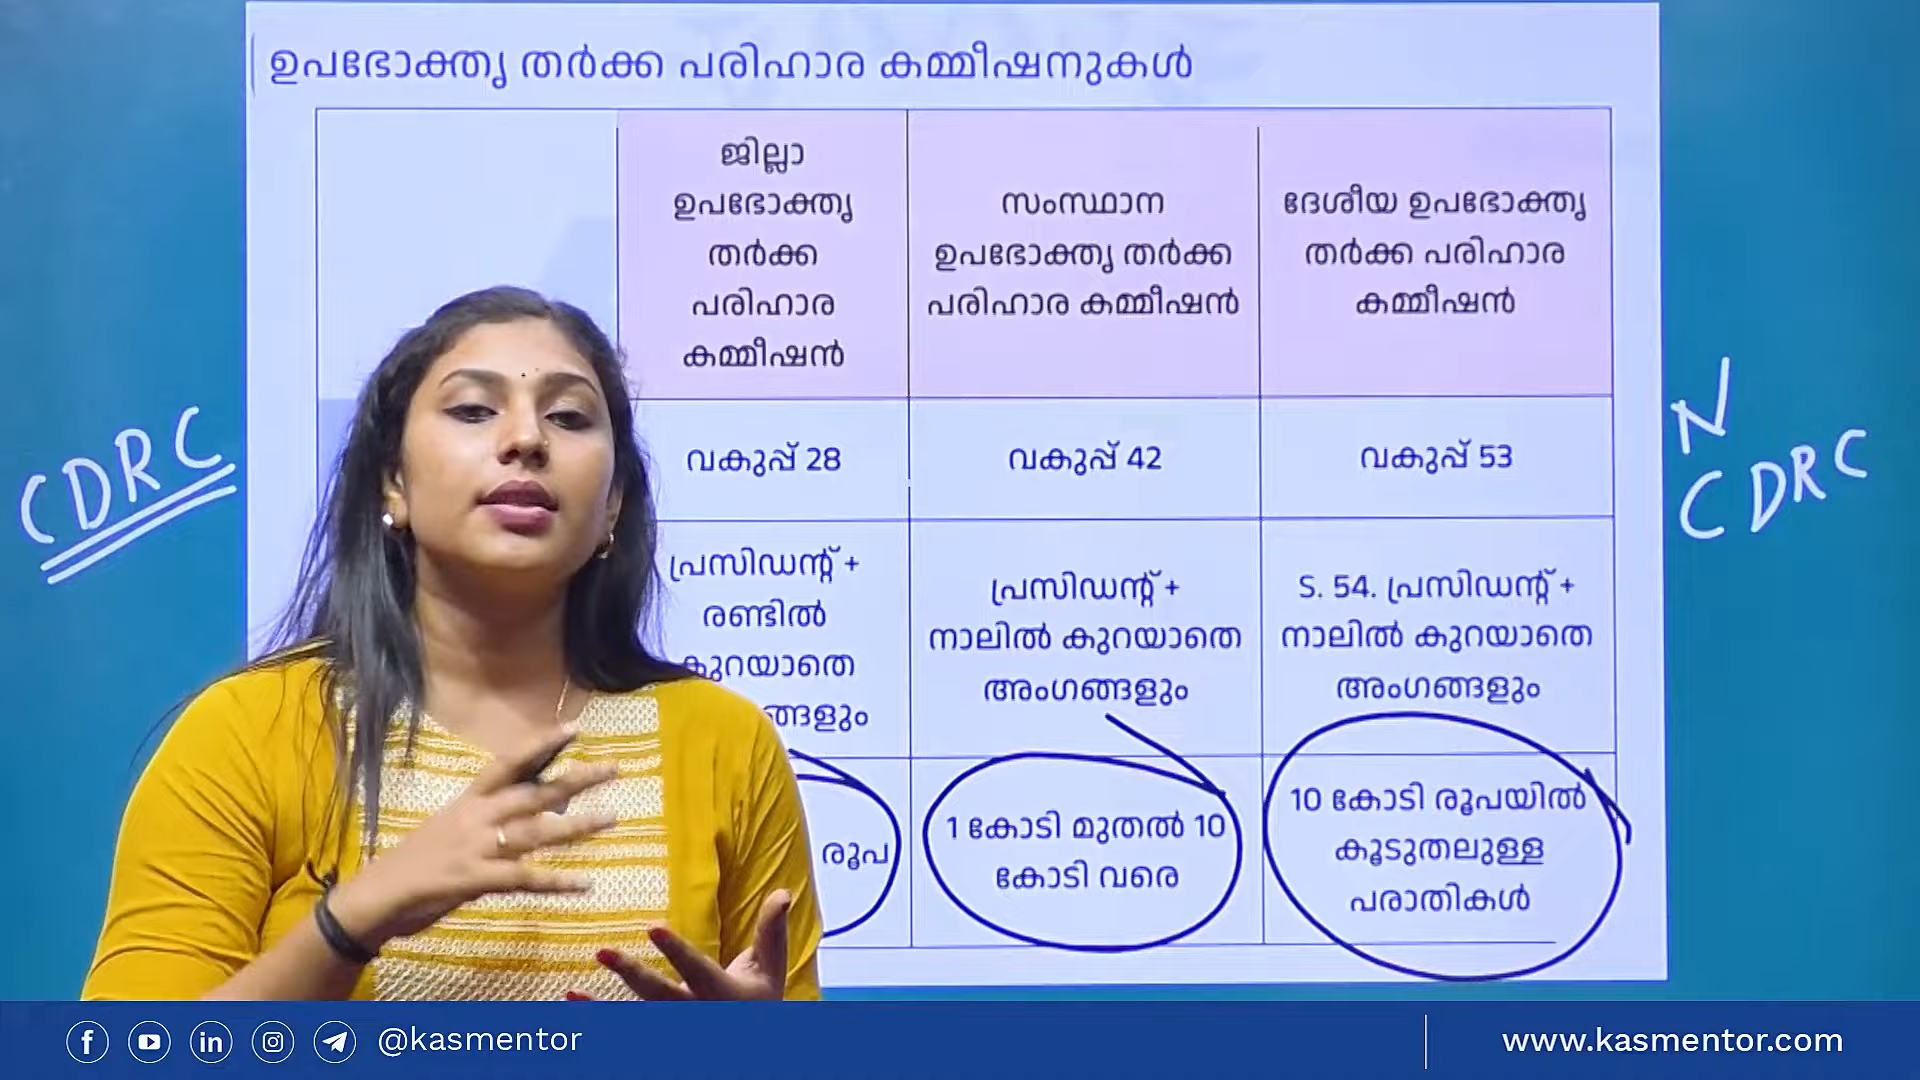 ഉപഭോക്തൃ തർക്ക പരിഹാര കമ്മീഷനുകൾ
ജില്ലാ
ഉപഭോക്തൃ
തർക്ക
പരിഹാര
കമ്മീഷൻ
സംസ്ഥാന
ഉപഭോക്തൃ തർക്ക
പരിഹാര കമ്മീഷൻ
ദേശീയ ഉപഭോക്തൃ
തർക്ക പരിഹാര
കമ്മീഷൻ
വകുപ്പ് 28
വകുപ്പ് 42
വകുപ്പ് 53
പ്രസിഡന്റ് +
രണ്ടിൽ
കുറയാതെ
പ്രസിഡന്റ് +
നാലിൽ കുറയാതെ
അംഗങ്ങളും
S. 54. പ്രസിഡന്റ് +
നാലിൽ കുറയാതെ
അംഗങ്ങളും
രൂപ
1 കോടി മുതൽ 10
കോടി വരെ
10 കോടി രൂപയിൽ
കൂടുതലുള്ള
പരാതികൾ
CDRC
N
CDRC
@kasmentor
www.kasmentor.com